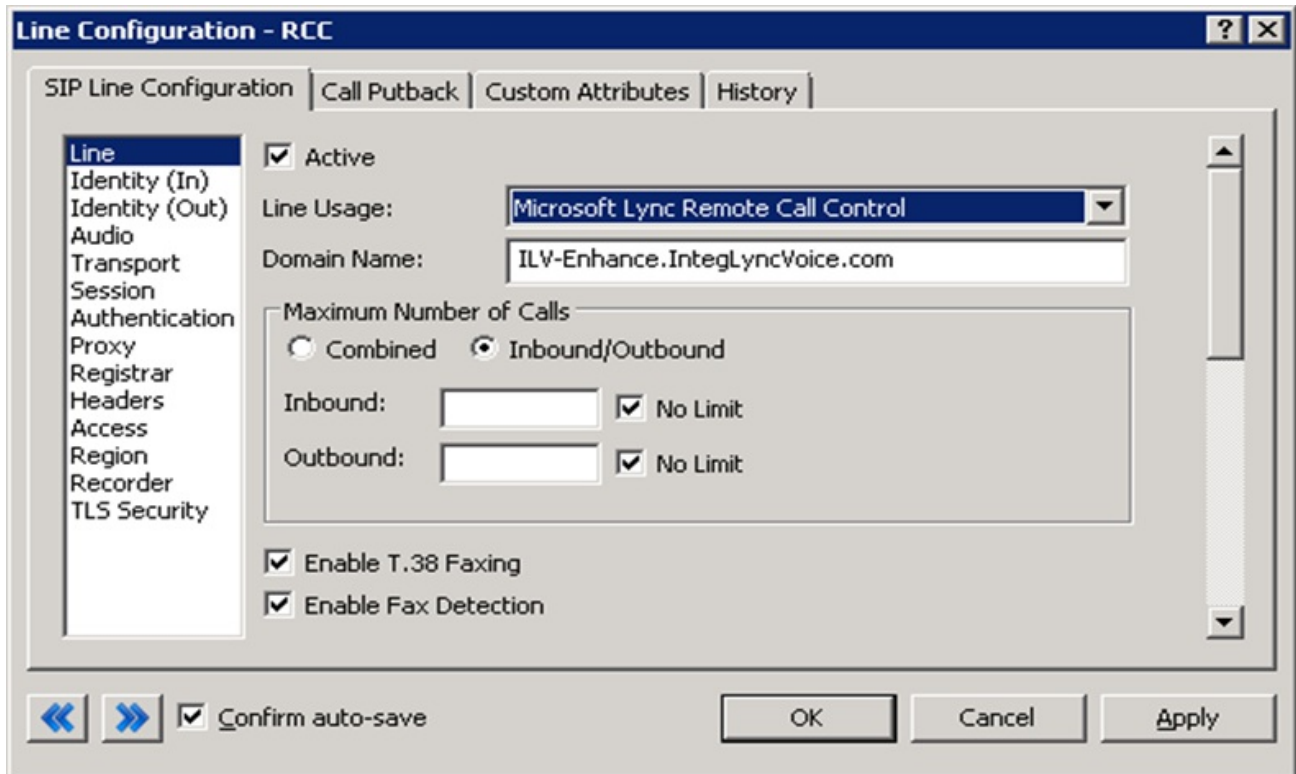 Line Configuration - RCC
SIP Line Configuration
Call Putback
Custom Attributes
History
Line
Identity (In)
Identity (Out)
Audio
Transport
Session
Authentication
Proxy
Registrar
Headers
Access
Region
Recorder
TLS Security
Active
Line Usage: Microsoft Lync Remote Call Control
Domain Name: ILV-Enhance.IntegLyncVoice.com
Maximum Number of Calls
Combined Inbound/Outbound
Inbound: No Limit
Outbound: No Limit
Enable T.38 Faxing
Enable Fax Detection
Confirm auto-save
OK
Cancel
Apply